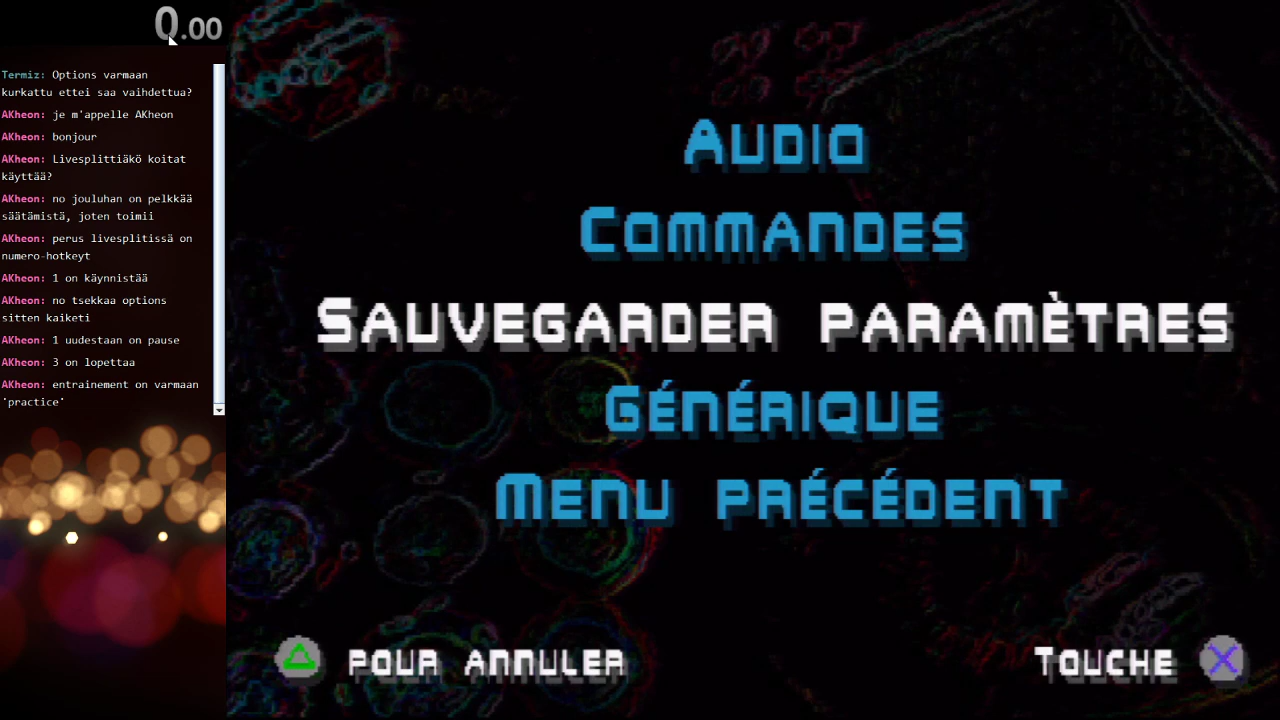 0.00
Termiz: Options varmaan
kurkattu ettei saa vaihdettua?
AKheon: je m'appelle AKheon
AKheon: bonjour
AKheon: Livesplittiäkö koitat
käyttää?
AKheon: no jouluhan on pelkkää
säätämistä, joten toimii
AKheon: perus livesplitissä on
numero-hotkeyt
AKheon: 1 on käynnistää
AKheon: no tsekkaa options
sitten kaiketi
AKheon: 1 uudestaan on pause
AKheon: 3 on lopettaa
AKheon: entrainement on varmaan
'practice'
Audio
Commandes
Sauvegarder paramètres
Générique
Menu précédent
pour annuler
Touche